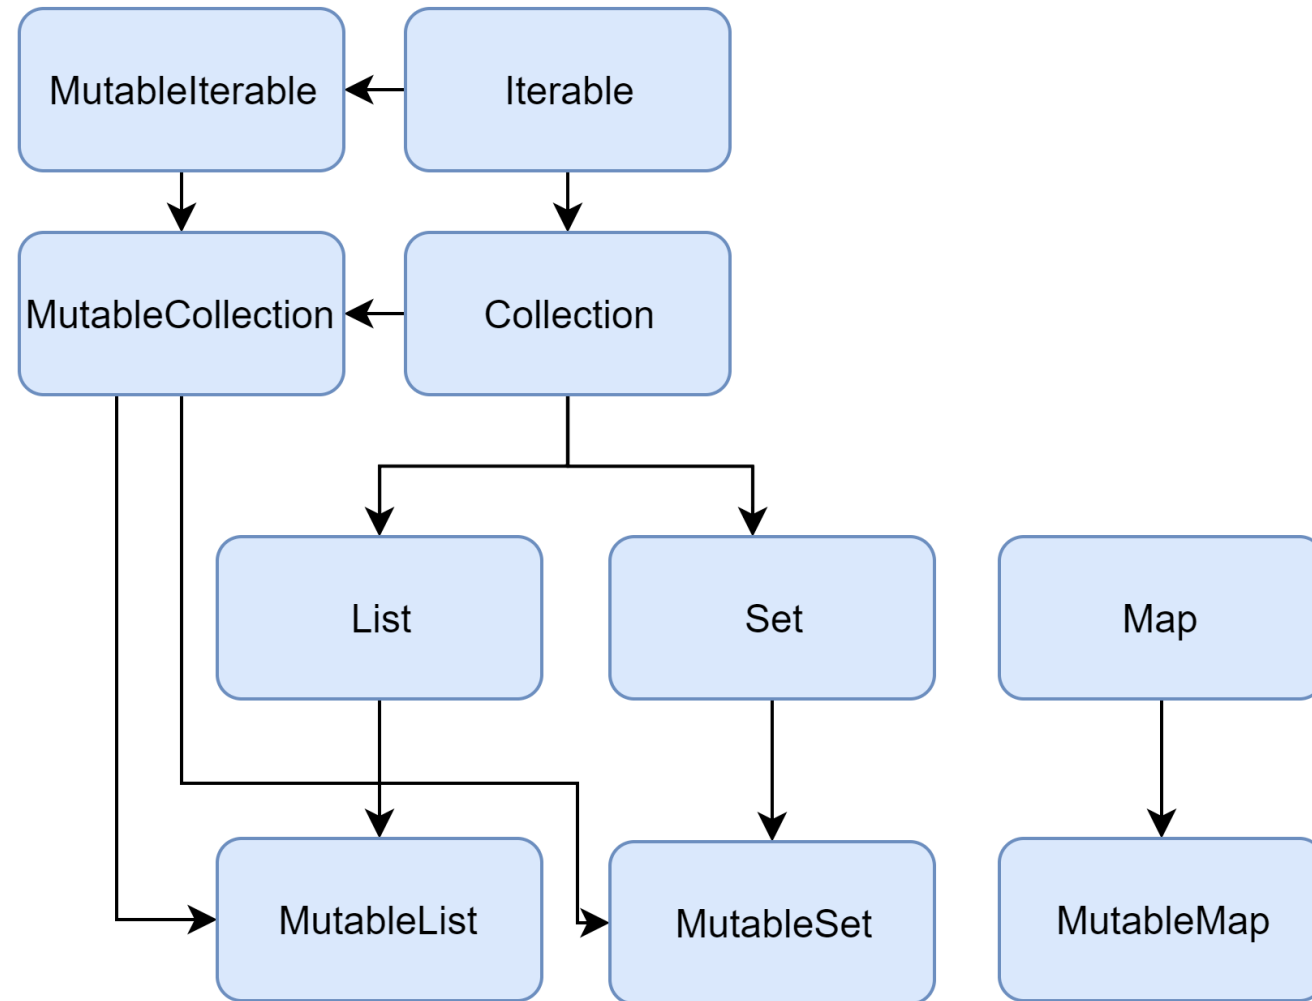 MutableIterable
Iterable
MutableCollection
Collection
List
Set
Map
MutableList
MutableSet
MutableMap